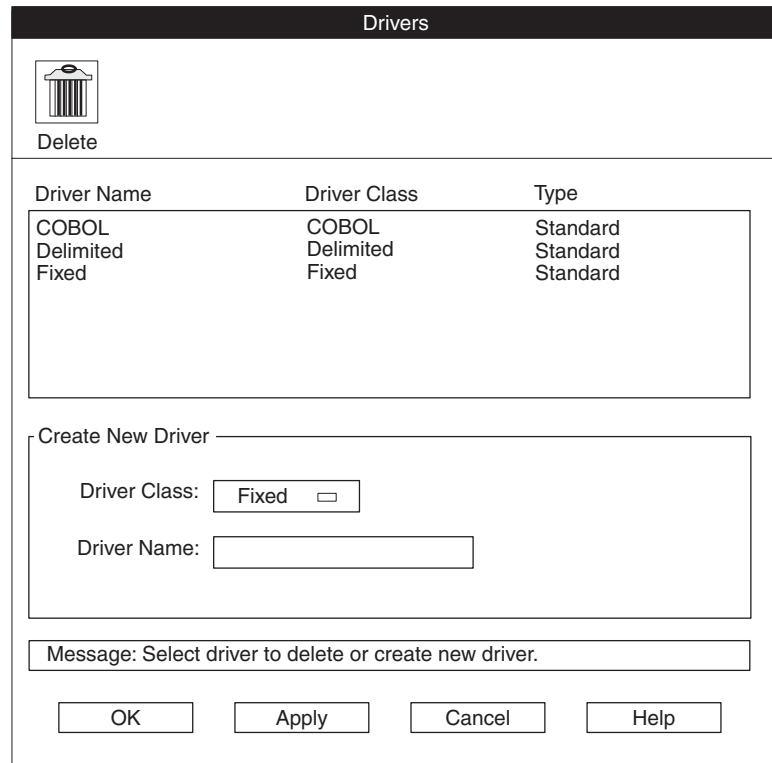 Drivers
Delete
Driver Name Driver Class Type
COBOL COBOL Standard
Delimited Delimited Standard
Fixed Fixed Standard
Create New Driver
Driver Class: Fixed
Driver Name:
Message: Select driver to delete or create new driver.
OK Apply Cancel Help